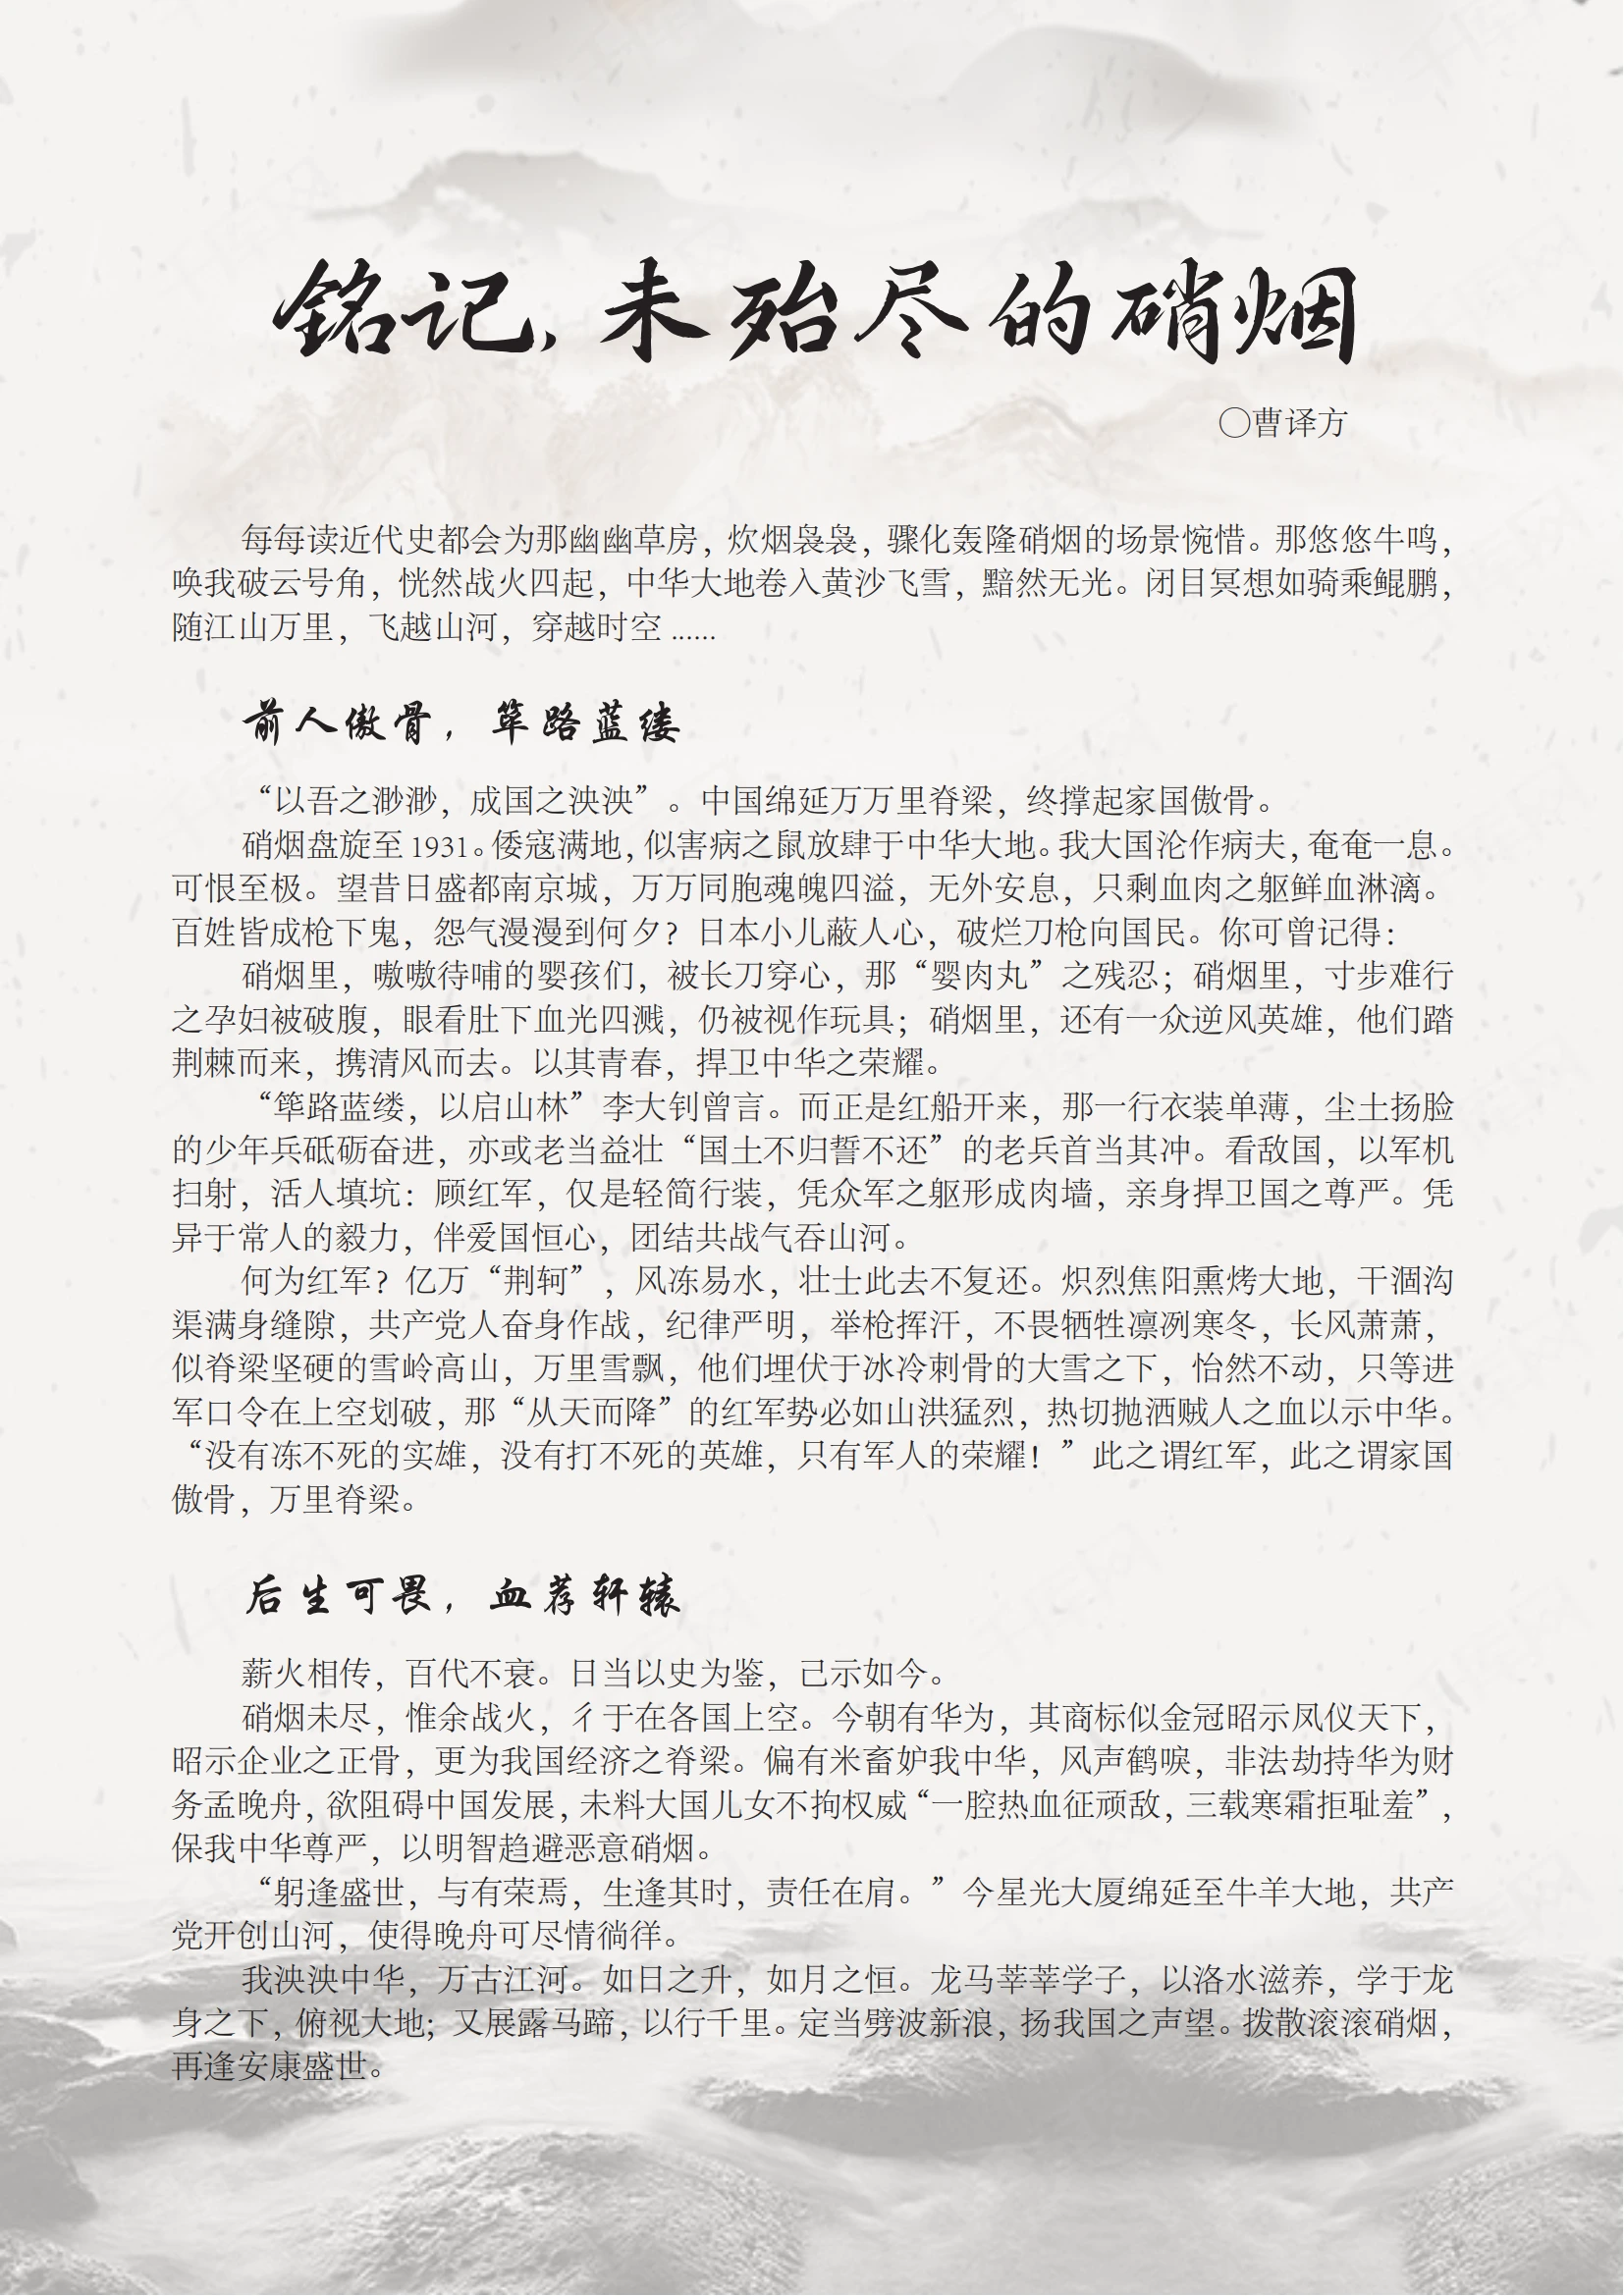 铭记,未殆尽的硝烟
〇曹译方
每每读近代史都会为那幽幽草房，炊烟袅袅，骤化轰隆硝烟的场景惋惜。那悠悠牛鸣，
唤我破云号角，恍然战火四起，中华大地卷入黄沙飞雪，黯然无光。闭目冥想如骑乘鲲鹏，
随江山万里，飞越山河，穿越时空 ......
前人傲骨，筚路蓝缕
“以吾之渺渺，成国之泱泱”。中国绵延万万里脊梁，终撑起家国傲骨。
硝烟盘旋至 1931。倭寇满地，似害病之鼠放肆于中华大地。我大国沦作病夫，奄奄一息。
可恨至极。望昔日盛都南京城，万万同胞魂魄四溢，无外安息，只剩血肉之躯鲜血淋漓。
百姓皆成枪下鬼，怨气漫漫到何夕？日本小儿蔽人心，破烂刀枪向国民。你可曾记得：
硝烟里，嗷嗷待哺的婴孩们，被长刀穿心，那“婴肉丸”之残忍；硝烟里，寸步难行
之孕妇被破腹，眼看肚下血光四溅，仍被视作玩具；硝烟里，还有一众逆风英雄，他们踏
荆棘而来，携清风而去。以其青春，捍卫中华之荣耀。
“筚路蓝缕，以启山林”李大钊曾言。而正是红船开来，那一行衣装单薄，尘土扬脸
的少年兵砥砺奋进，亦或老当益壮“国土不归誓不还”的老兵首当其冲。看敌国，以军机
扫射，活人填坑：顾红军，仅是轻简行装，凭众军之躯形成肉墙，亲身捍卫国之尊严。凭
异于常人的毅力，伴爱国恒心，团结共战气吞山河。
何为红军？亿万“荆轲”，风冻易水，壮士此去不复还。炽烈焦阳熏烤大地，干涸沟
渠满身缝隙，共产党人奋身作战，纪律严明，举枪挥汗，不畏牺牲凛冽寒冬，长风萧萧，
似脊梁坚硬的雪岭高山，万里雪飘，他们埋伏于冰冷刺骨的大雪之下，怡然不动，只等进
军口令在上空划破，那“从天而降”的红军势必如山洪猛烈，热切抛洒贼人之血以示中华。
“没有冻不死的实雄，没有打不死的英雄，只有军人的荣耀！”此之谓红军，此之谓家国
傲骨，万里脊梁。
后生可畏，血荐轩辕
薪火相传，百代不衰。日当以史为鉴，己示如今。
硝烟未尽，惟余战火，彳于在各国上空。今朝有华为，其商标似金冠昭示凤仪天下，
昭示企业之正骨，更为我国经济之脊梁。偏有米畜妒我中华，风声鹤唳，非法劫持华为财
务孟晚舟，欲阻碍中国发展，未料大国儿女不拘权威“一腔热血征顽敌，三载寒霜拒耻羞”，
保我中华尊严，以明智趋避恶意硝烟。
“躬逢盛世，与有荣焉，生逢其时，责任在肩。”今星光大厦绵延至牛羊大地，共产
党开创山河，使得晚舟可尽情徜徉。
我泱泱中华，万古江河。如日之升，如月之恒。龙马莘莘学子，以洛水滋养，学于龙
身之下，俯视大地；又展露马蹄，以行千里。定当劈波新浪，扬我国之声望。拨散滚滚硝烟，
再逢安康盛世。